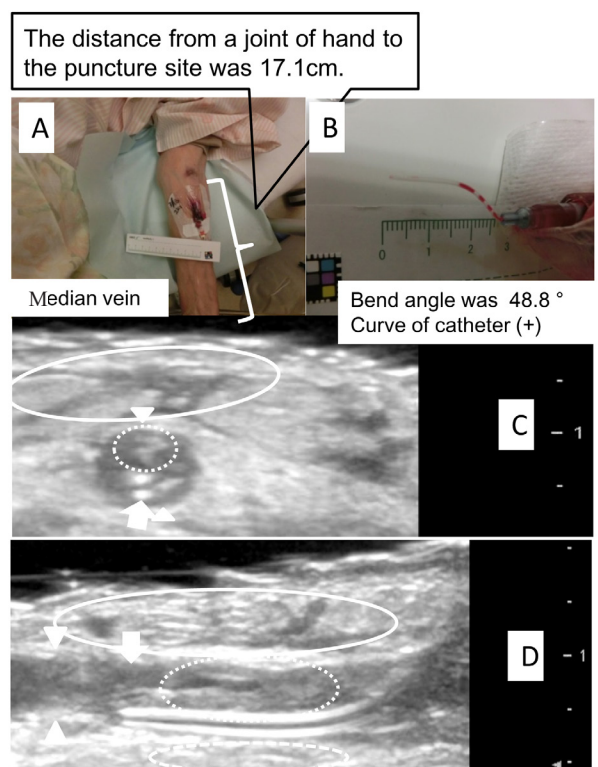 The distance from a joint of hand to
the puncture site was 17.1cm.
A
B
0 1 2 3
Median vein
Bend angle was 48.8 °
Curve of catheter (+)
C
1
D
1